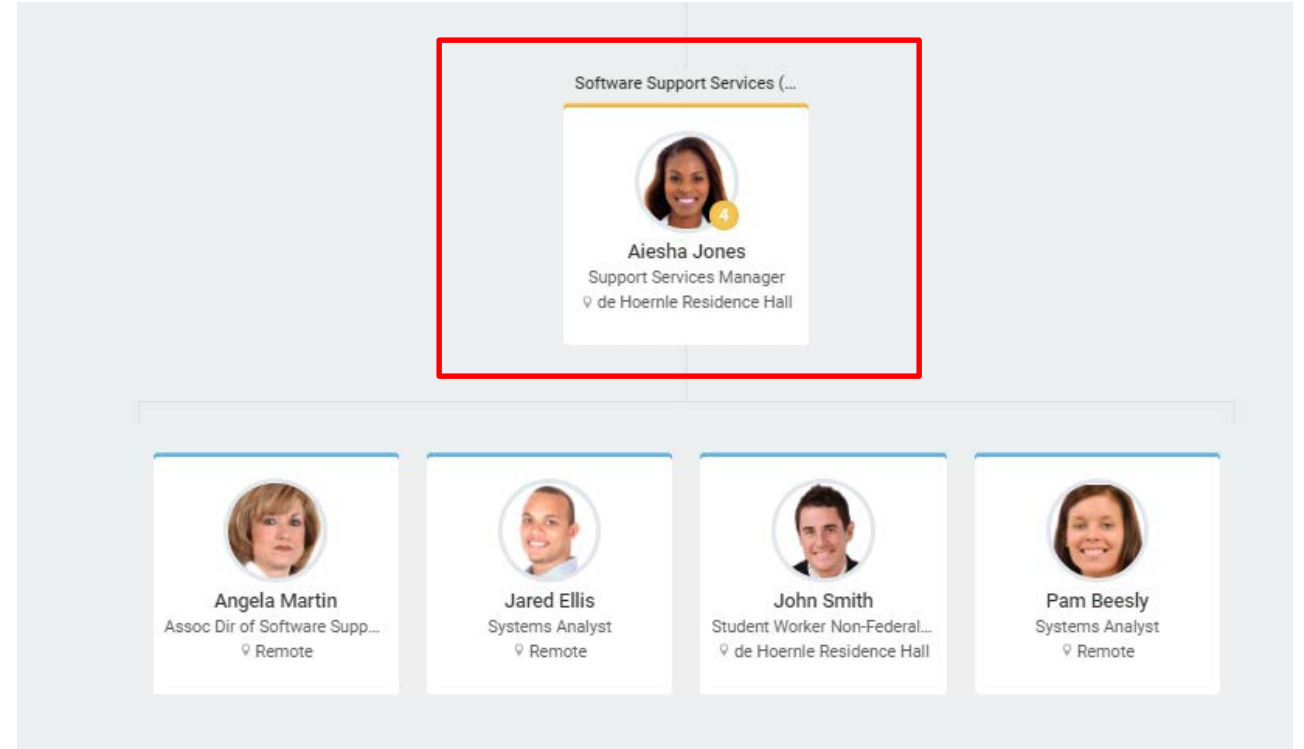 Software Support Services (...
4
Aiesha Jones
Support Services Manager
de Hoernle Residence Hall
Angela Martin
Assoc Dir of Software Supp...
Remote
Jared Ellis
Systems Analyst
Remote
John Smith
Student Worker Non-Federal...
de Hoernle Residence Hall
Pam Beesly
Systems Analyst
Remote